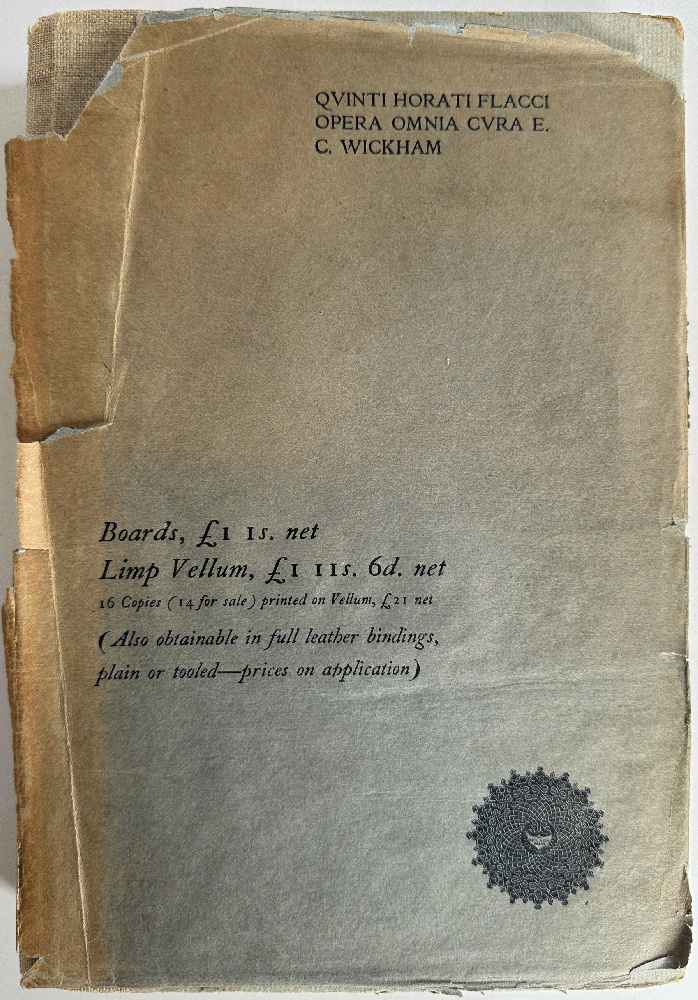 QVINTI HORATI FLACCI
OPERA OMNIA CVRA E.
C. WICKHAM
Boards, £1 1s. net
Limp Vellum, £1 11s. 6d. net
16 Copies (14 for sale) printed on Vellum, £21 net
(Also obtainable in full leather bindings,
plain or tooled—prices on application)